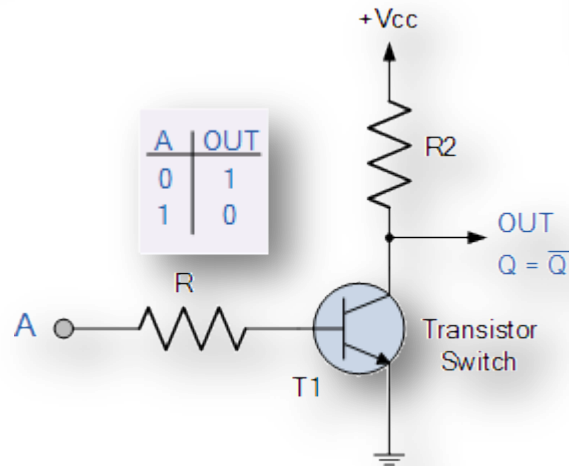 +Vcc
A OUT
0 1
1 0
R2
OUT
Q = Q̅
R
A
Transistor
Switch
T1